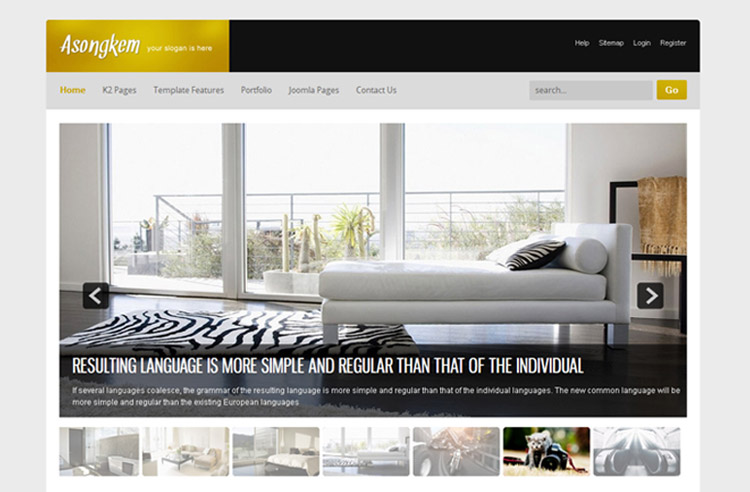 Asongkem your slogan is here
Help Sitemap Login Register
Home K2 Pages Template Features Portfolio Joomla Pages Contact Us search... Go
RESULTING LANGUAGE IS MORE SIMPLE AND REGULAR THAN THAT OF THE INDIVIDUAL
If several languages coalesce, the grammar of the resulting language is more simple and regular than that of the individual languages. The new common language will be
more simple and regular than the existing European languages